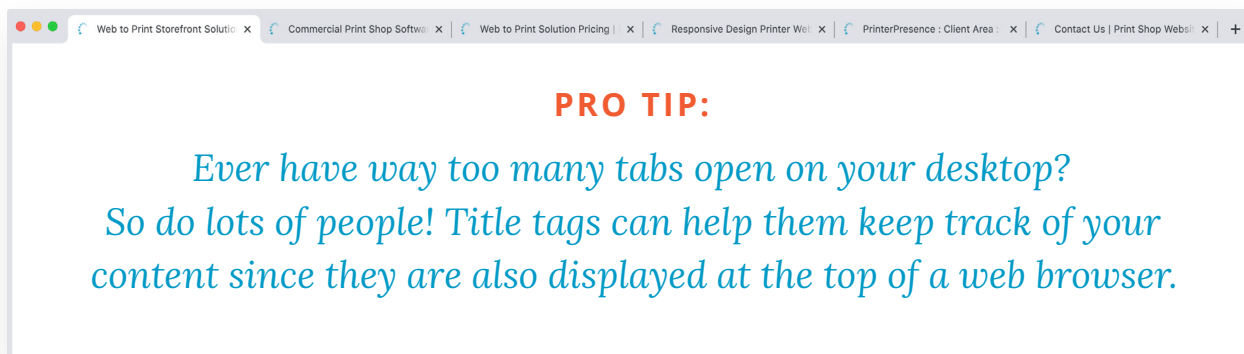 Web to Print Storefront Solutio
Commercial Print Shop Softwa
Web to Print Solution Pricing |
Responsive Design Printer Web
PrinterPresence : Client Area :
Contact Us | Print Shop Websi
PRO TIP:
Ever have way too many tabs open on your desktop?
So do lots of people! Title tags can help them keep track of your
content since they are also displayed at the top of a web browser.